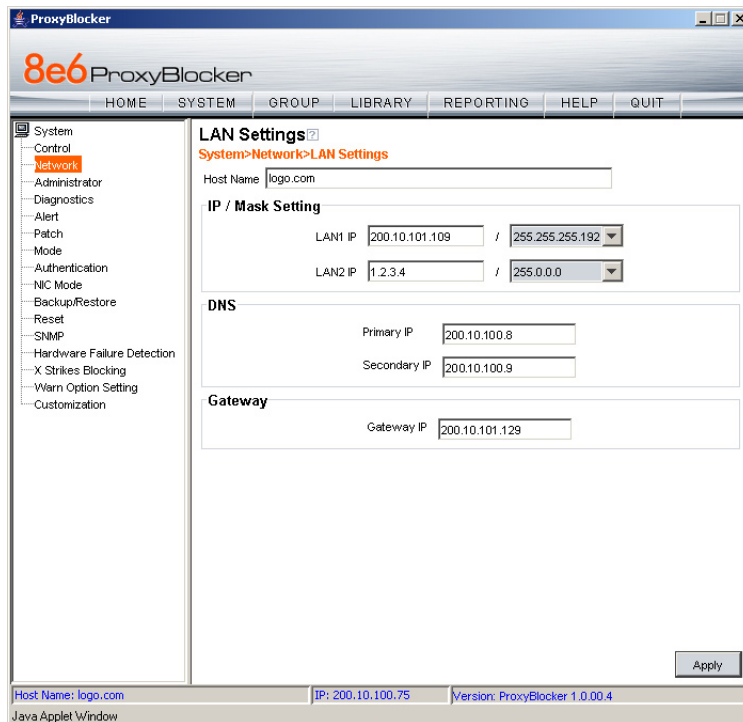 ProxyBlocker
8e6 ProxyBlocker
HOME SYSTEM GROUP LIBRARY REPORTING HELP QUIT
System
Control
Network
Administrator
Diagnostics
Alert
Patch
Mode
Authentication
NIC Mode
Backup/Restore
Reset
SNMP
Hardware Failure Detection
X Strikes Blocking
Warn Option Setting
Customization
LAN Settings ?
System>Network>LAN Settings
Host Name logo.com
IP / Mask Setting
LAN1 IP 200.10.101.109 / 255.255.255.192
LAN2 IP 1.2.3.4 / 255.0.0.0
DNS
Primary IP 200.10.100.8
Secondary IP 200.10.100.9
Gateway
Gateway IP 200.10.101.129
Apply
Host Name: logo.com IP: 200.10.100.75 Version: ProxyBlocker 1.0.00.4
Java Applet Window